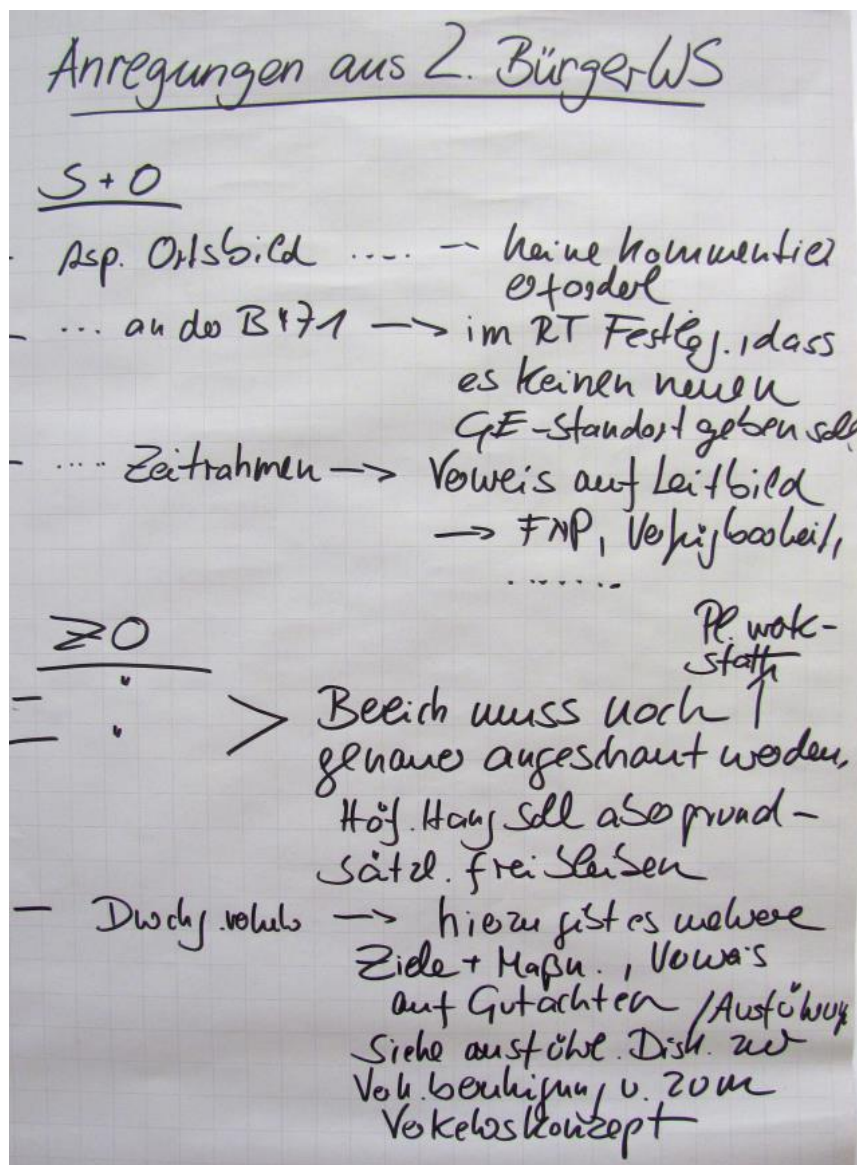 Anregungen aus 2. BürgerWS
S + O
- Asp. Ortsbild ..... - keine Kommentier
erforderl
- ... an der B471 → im RT Festleg., dass
es keinen neuen
GE-Standort geben soll
- .... Zeitrahmen → Verweis auf Leitbild
→ FNP, Verfügbarkeit,
.......
ZO
Pl. werk-
statt
- "
- " > Bereich muss noch ↑
genauer angeschaut werden,
Höf. Hang soll aber grund-
sätzl. frei bleiben
- Durchg.verkehr → hierzu gibt es mehrere
Ziele + Maßn., Verweis
auf Gutachten / Ausführung
Siehe ausführl. Disk. zur
Verk.beruhigung u. zum
Verkehrskonzept